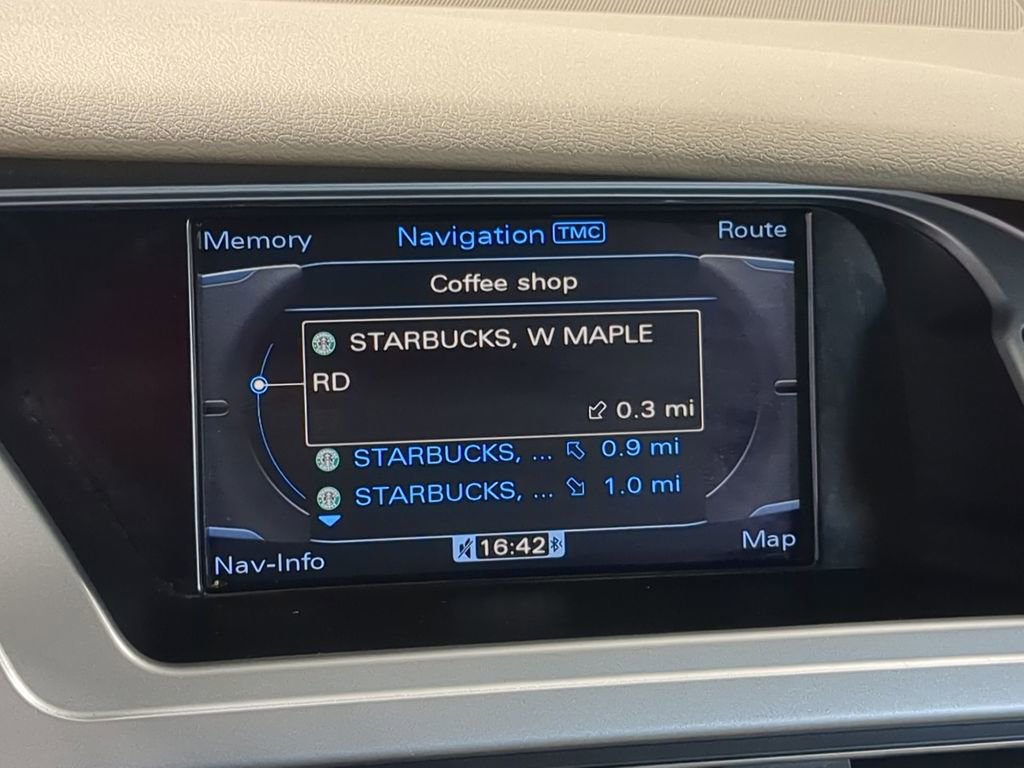 Memory Navigation TMC Route
Coffee shop
STARBUCKS, W MAPLE
RD
0.3 mi
STARBUCKS, ... 0.9 mi
STARBUCKS, ... 1.0 mi
Nav-Info 16:42 Map